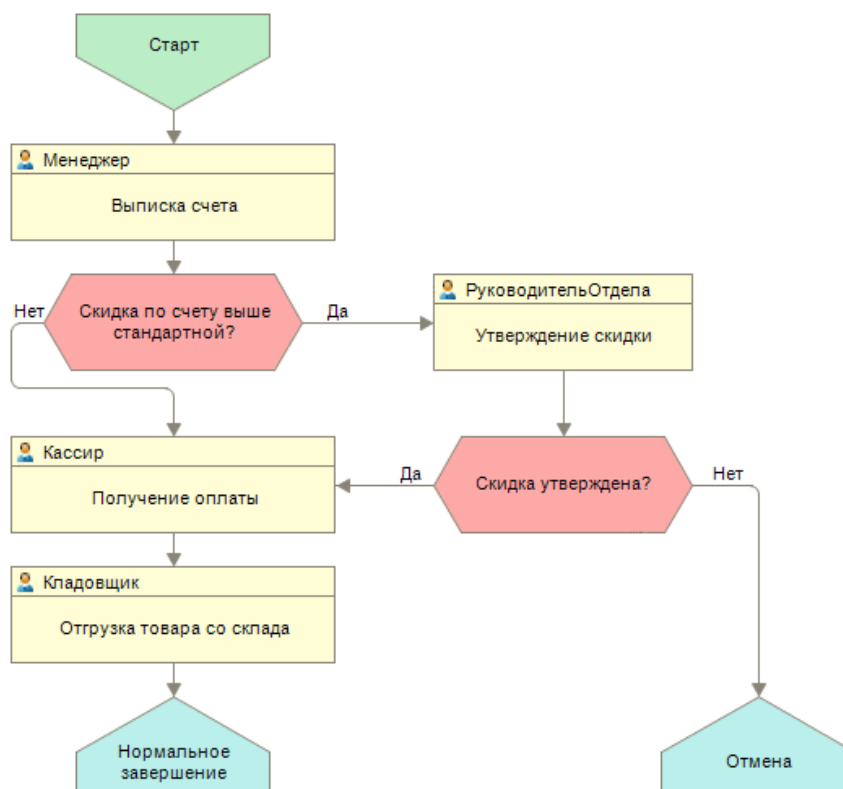 Старт
Менеджер
Выписка счета
Нет
Скидка по счету выше
стандартной?
Да
РуководительОтдела
Утверждение скидки
Кассир
Получение оплаты
Да
Скидка утверждена?
Нет
Кладовщик
Отгрузка товара со склада
Нормальное
завершение
Отмена